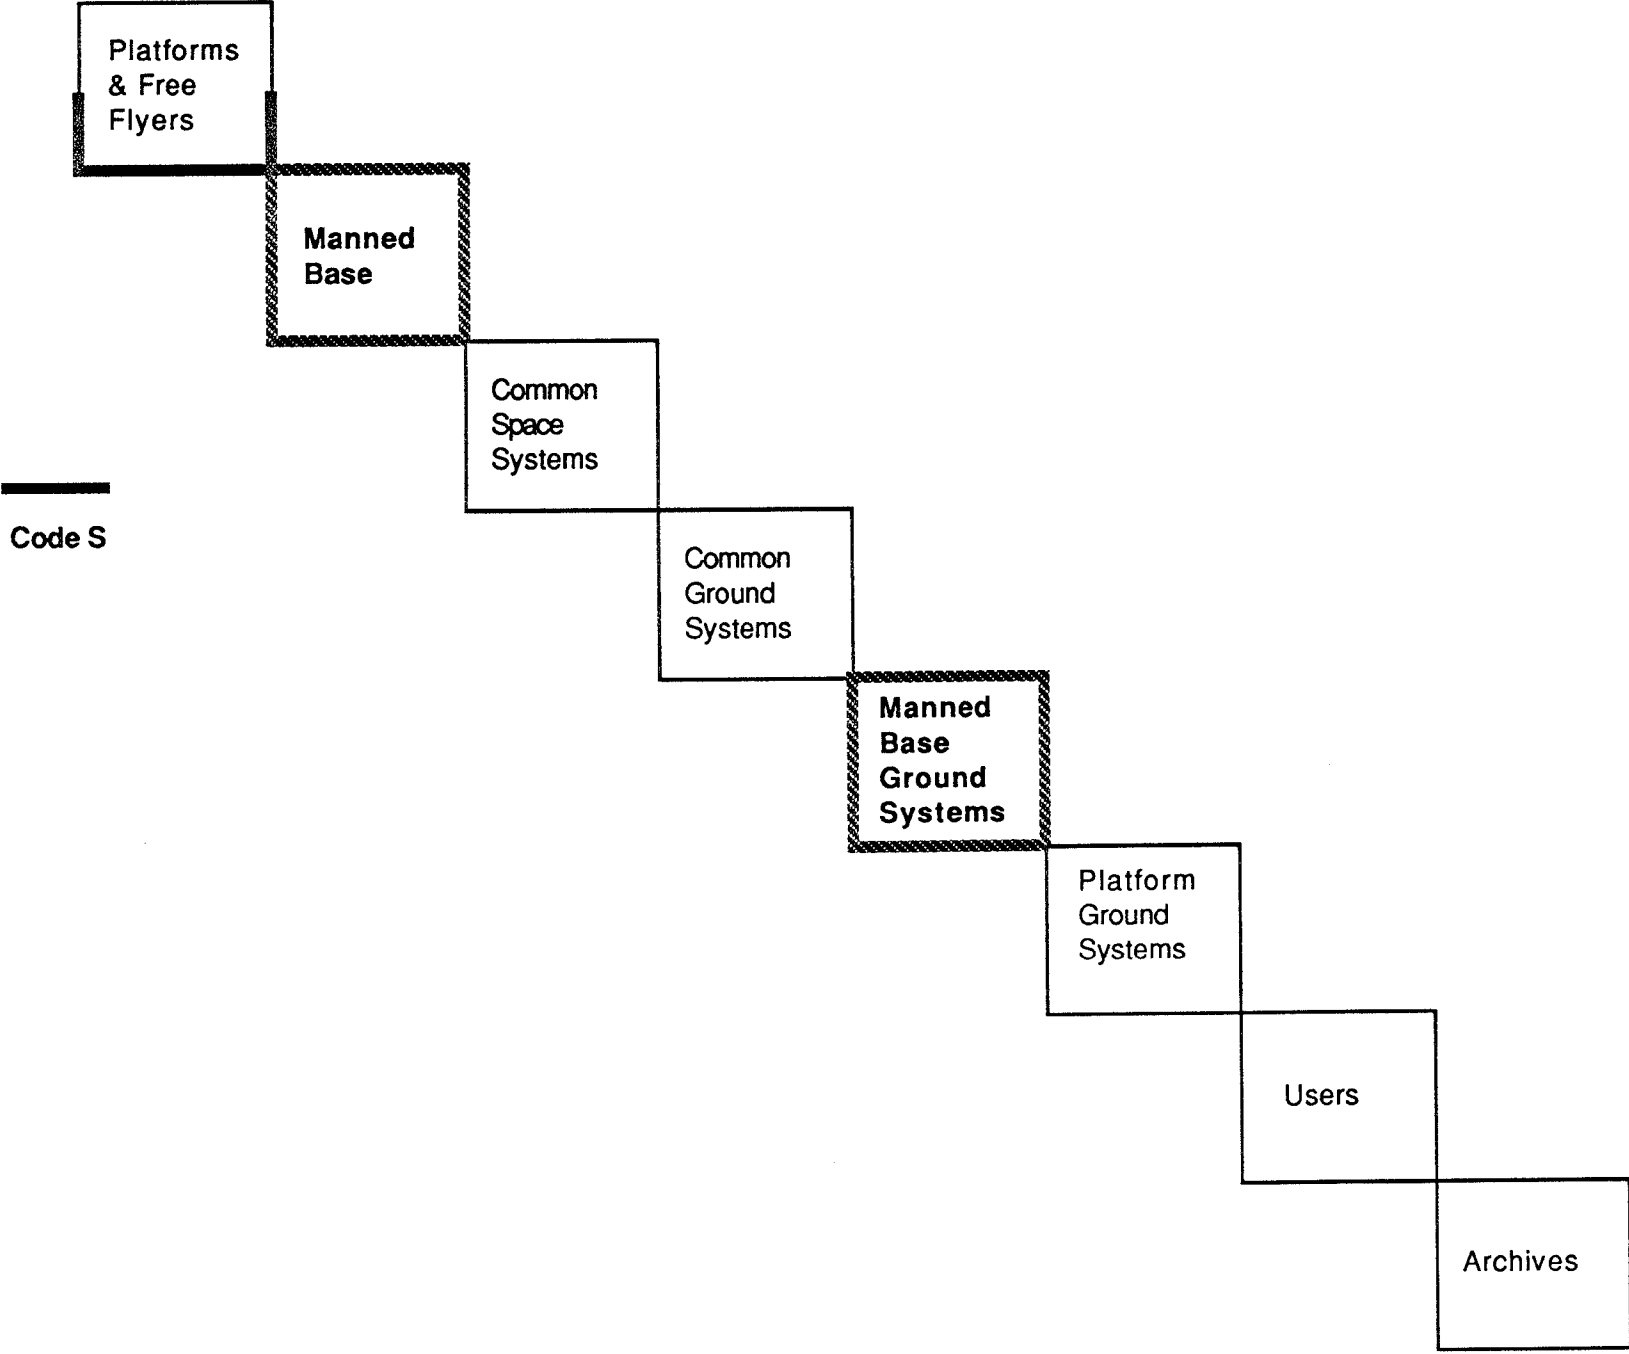 Platforms
& Free
Flyers
Manned
Base
Common
Space
Systems
Code S
Common
Ground
Systems
Manned
Base
Ground
Systems
Platform
Ground
Systems
Users
Archives